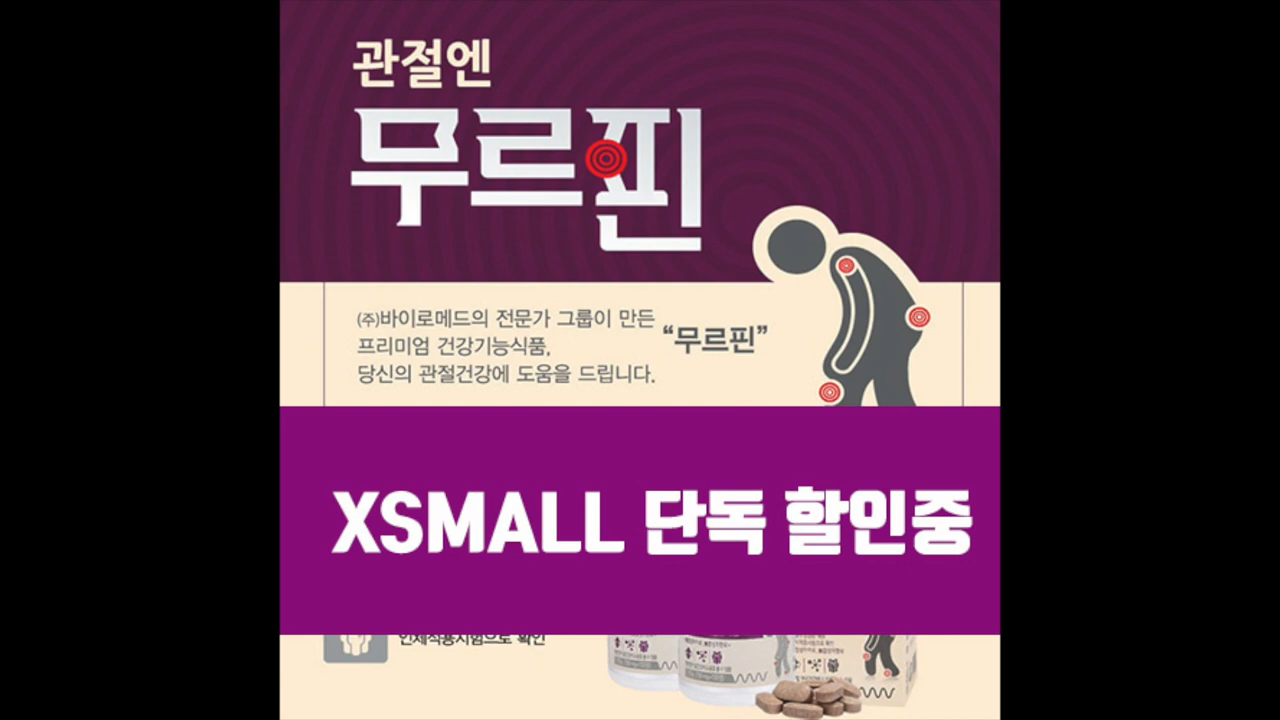 관절엔
무르핀
(주)바이로메드의 전문가 그룹이 만든
프리미엄 건강기능식품,
당신의 관절건강에 도움을 드립니다.
“무르핀”
XSMALL 단독 할인중
인체적용시험으로 확인